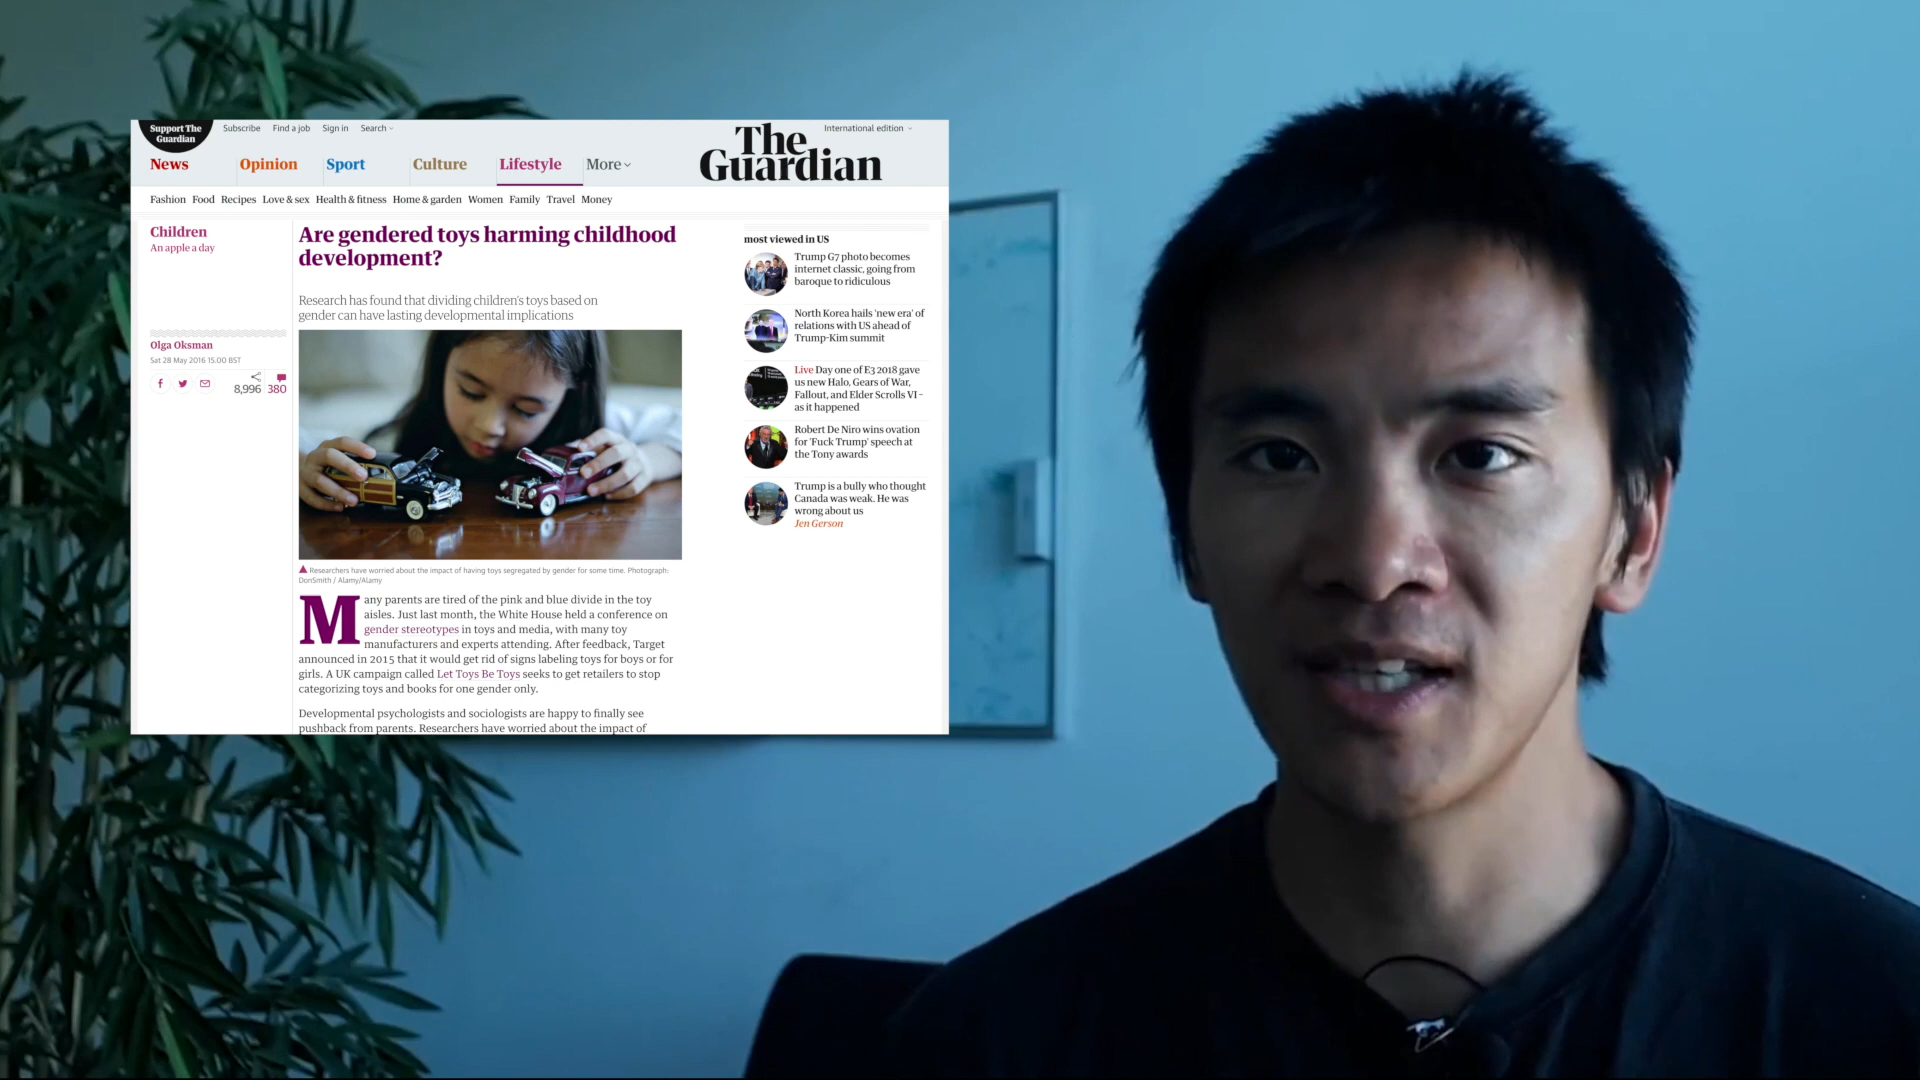 Support The
Guardian
Subscribe Find a job Sign in Search
International edition
The
Guardian
News Opinion Sport Culture Lifestyle More
Fashion Food Recipes Love & sex Health & fitness Home & garden Women Family Travel Money
Children
An apple a day
Olga Oksman
Sat 28 May 2016 15.00 BST
8,996 380
Are gendered toys harming childhood
development?
Research has found that dividing children's toys based on
gender can have lasting developmental implications
Researchers have worried about the impact of having toys segregated by gender for some time. Photograph:
DonSmith / Alamy/Alamy
Many parents are tired of the pink and blue divide in the toy
aisles. Just last month, the White House held a conference on
gender stereotypes in toys and media, with many toy
manufacturers and experts attending. After feedback, Target
announced in 2015 that it would get rid of signs labeling toys for boys or for
girls. A UK campaign called Let Toys Be Toys seeks to get retailers to stop
categorizing toys and books for one gender only.
Developmental psychologists and sociologists are happy to finally see
pushback from parents. Researchers have worried about the impact of
most viewed in US
Trump G7 photo becomes
internet classic, going from
baroque to ridiculous
North Korea hails 'new era' of
relations with US ahead of
Trump-Kim summit
Live Day one of E3 2018 gave
us new Halo, Gears of War,
Fallout, and Elder Scrolls VI –
as it happened
Robert De Niro wins ovation
for 'Fuck Trump' speech at
the Tony awards
Trump is a bully who thought
Canada was weak. He was
wrong about us
Jen Gerson